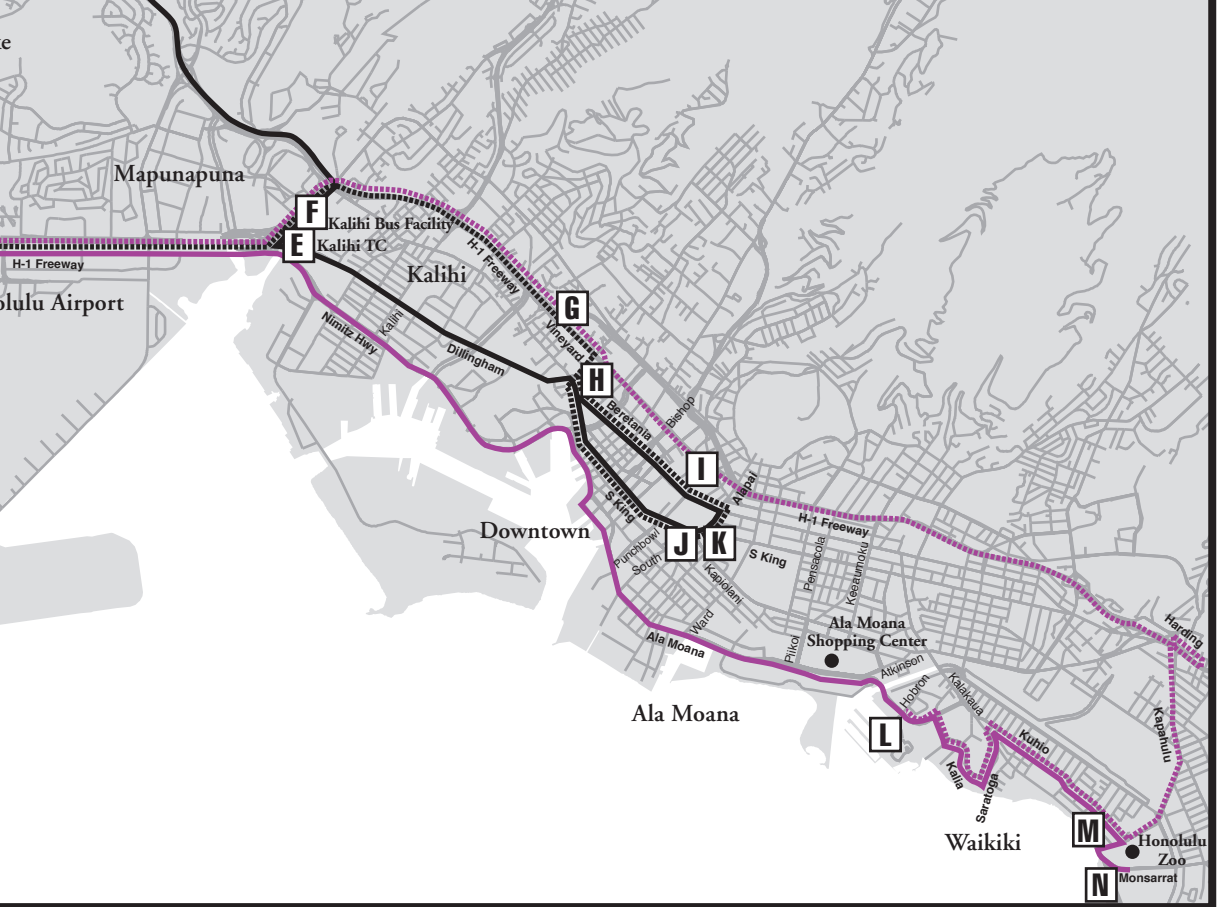 ke
Mapunapuna
F
Kalihi Bus Facility
E
Kalihi TC
H-1 Freeway
H-1 Freeway
Kalihi
olulu Airport
G
Nimitz Hwy
Kalihi
Vineyard
Dillingham
H
Beretania
Bishop
I
Alapai
S King
H-1 Freeway
Downtown
J
K
Punchbowl
South
S King
Kapiolani
Pensacola
Keeaumoku
Ward
Ala Moana
Shopping Center
Harding
Ala Moana
Piikoi
Atkinson
Hobron
Kalakaua
Ala Moana
L
Kapahulu
Kuhio
Kalia
Saratoga
M
Waikiki
Honolulu
Zoo
N
Monsarrat